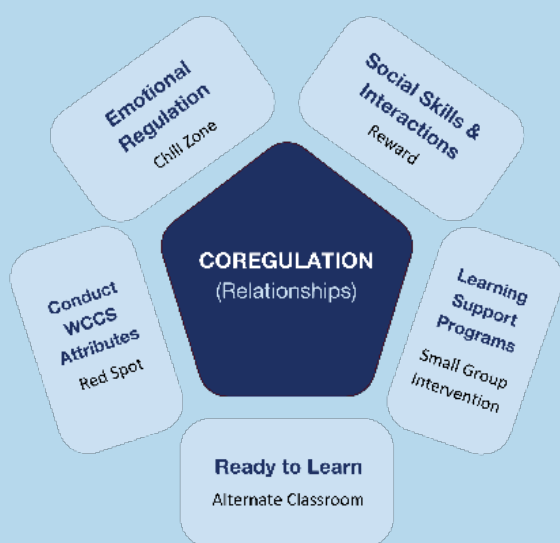 Emotional
Regulation
Chill Zone
Social Skills &
Interactions
Reward
COREGULATION
(Relationships)
Conduct
WCCS
Attributes
Red Spot
Learning
Support
Programs
Small Group
Intervention
Ready to Learn
Alternate Classroom